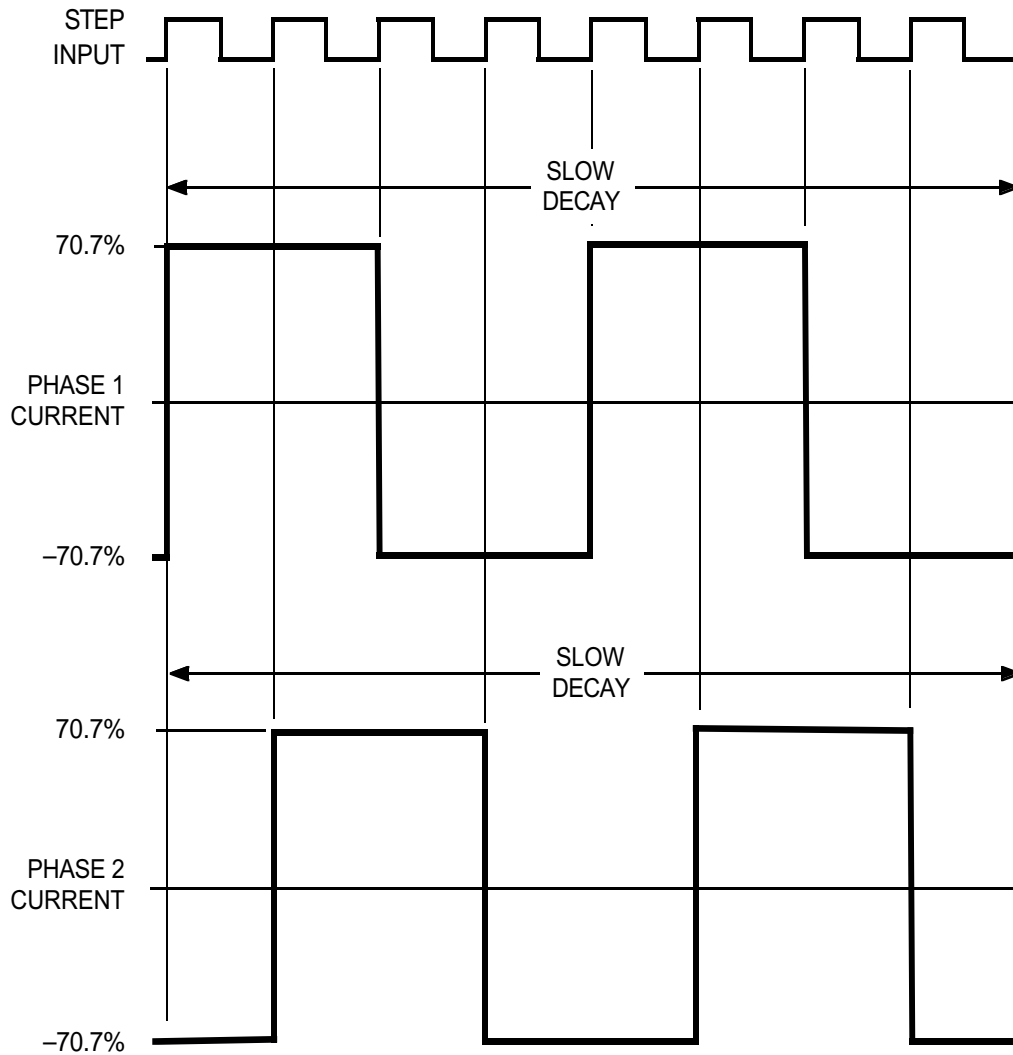 STEP
INPUT
SLOW
DECAY
70.7%
PHASE 1
CURRENT
–70.7%
SLOW
DECAY
70.7%
PHASE 2
CURRENT
–70.7%